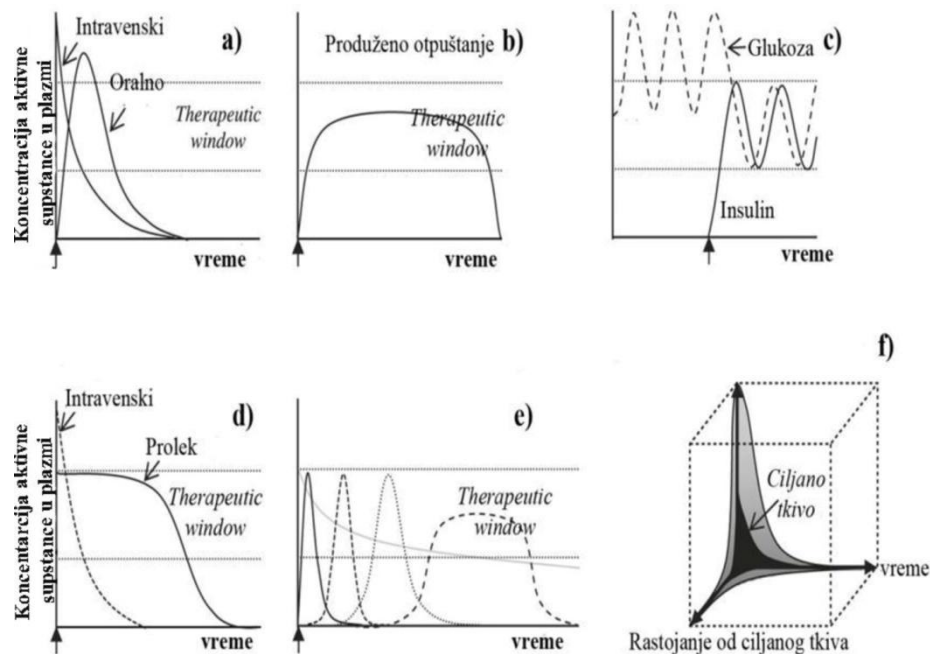 Koncentracija aktivne
supstance u plazmi
Intravenski
a)
Oralno
Therapeutic
window
vreme
b)
Produženo otpuštanje
Therapeutic
window
vreme
c)
Glukoza
Insulin
vreme
Koncentarcija aktivne
supstance u plazmi
Intravenski
d)
Prolek
Therapeutic
window
vreme
e)
Therapeutic
window
vreme
f)
Ciljano
tkivo
vreme
Rastojanje od ciljanog tkiva